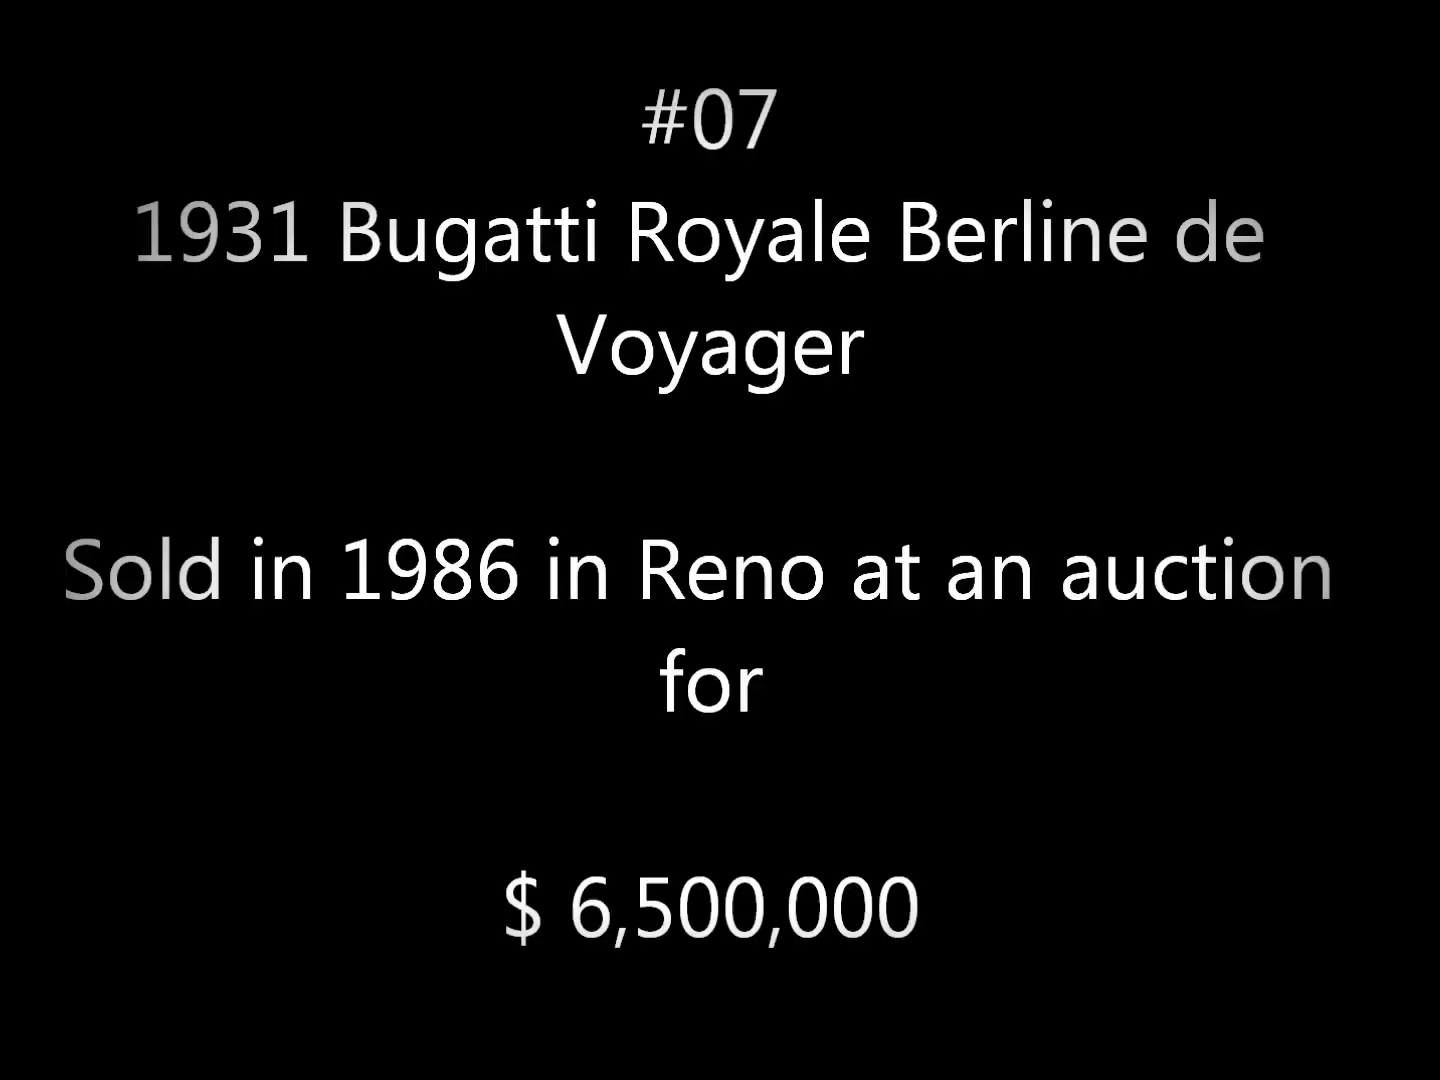 #07
1931 Bugatti Royale Berline de
Voyager
Sold in 1986 in Reno at an auction
for
$ 6,500,000